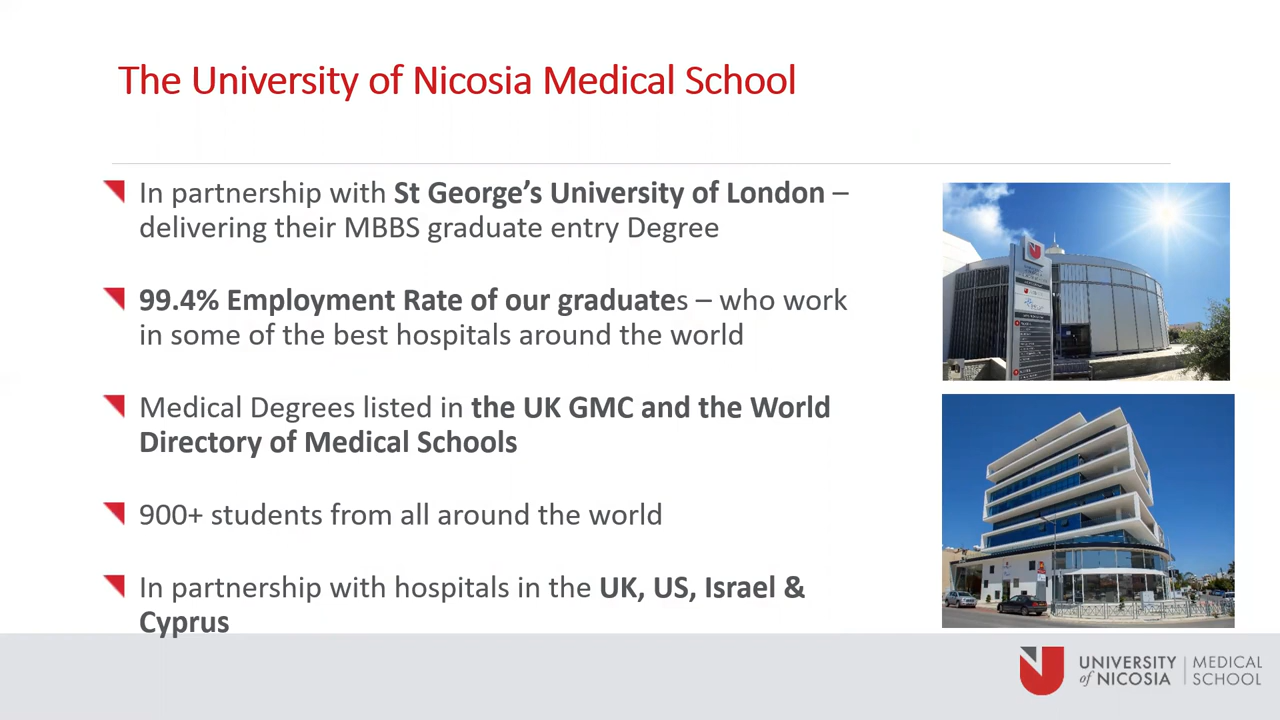 The University of Nicosia Medical School
In partnership with St George's University of London –
delivering their MBBS graduate entry Degree
99.4% Employment Rate of our graduates – who work
in some of the best hospitals around the world
Medical Degrees listed in the UK GMC and the World
Directory of Medical Schools
900+ students from all around the world
In partnership with hospitals in the UK, US, Israel &
Cyprus
UNIVERSITY
of NICOSIA
MEDICAL
SCHOOL